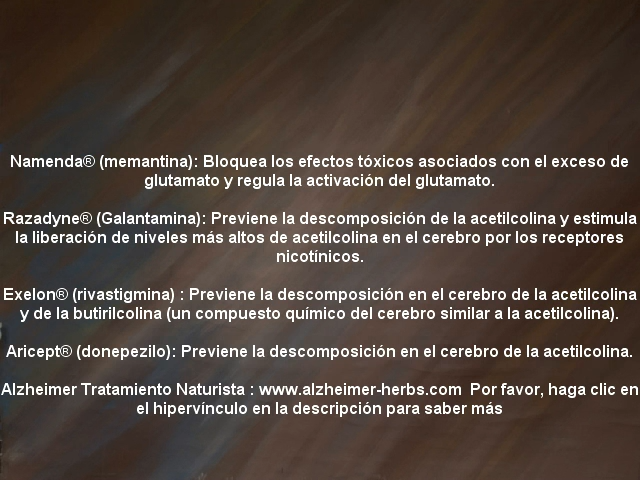 Namenda® (memantina): Bloquea los efectos tóxicos asociados con el exceso de
glutamato y regula la activación del glutamato.
Razadyne® (Galantamina): Previene la descomposición de la acetilcolina y estimula
la liberación de niveles más altos de acetilcolina en el cerebro por los receptores
nicotínicos.
Exelon® (rivastigmina) : Previene la descomposición en el cerebro de la acetilcolina
y de la butirilcolina (un compuesto químico del cerebro similar a la acetilcolina).
Aricept® (donepezilo): Previene la descomposición en el cerebro de la acetilcolina.
Alzheimer Tratamiento Naturista : www.alzheimer-herbs.com  Por favor, haga clic en
el hipervínculo en la descripción para saber más